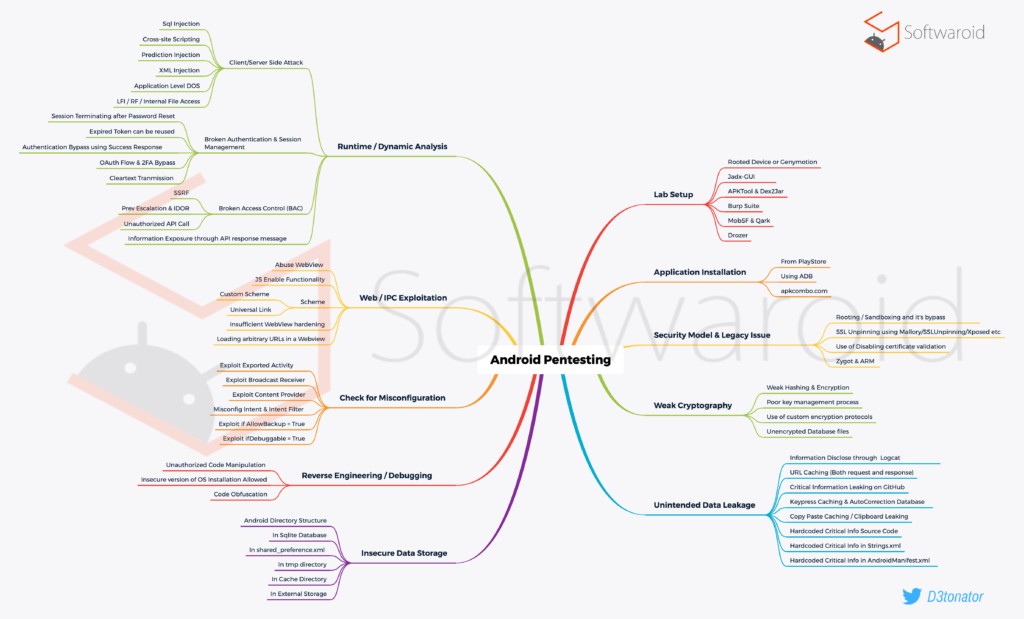 Softwaroid
Sql Injection
Cross-site Scripting
Prediction Injection
XML Injection
Application Level DOS
LFI / RF / Internal File Access
Client/Server Side Attack
Session Terminating after Password Reset
Expired Token can be reused
Authentication Bypass using Success Response
OAuth Flow & 2FA Bypass
Cleartext Tranmission
Broken Authentication & Session
Management
SSRF
Prev Escalation & IDOR
Unauthorized API Call
Broken Access Control (BAC)
Information Exposure through API response message
Runtime / Dynamic Analysis
Abuse WebView
JS Enable Functionality
Custom Scheme
Universal Link
Scheme
Insufficient WebView hardening
Loading arbitrary URLs in a Webview
Web / IPC Exploitation
Exploit Exported Activity
Exploit Broadcast Receiver
Exploit Content Provider
Misconfig Intent & Intent Filter
Exploit if AllowBackup = True
Exploit ifDebuggable = True
Check for Misconfiguration
Unauthorized Code Manipulation
Insecure version of OS Installation Allowed
Code Obfuscation
Reverse Engineering / Debugging
Android Directory Structure
In Sqlite Database
In shared_preference.xml
In tmp directory
In Cache Directory
In External Storage
Insecure Data Storage
Android Pentesting
Softwaroid
Lab Setup
Rooted Device or Genymotion
Jadx-GUI
APKTool & Dex2Jar
Burp Suite
MobSF & Qark
Drozer
Application Installation
From PlayStore
Using ADB
apkcombo.com
Security Model & Legacy Issue
Rooting / Sandboxing and it's bypass
SSL Unpinning using Mallory/SSLUnpinning/Xposed etc
Use of Disabling certificate validation
Zygot & ARM
Weak Cryptography
Weak Hashing & Encryption
Poor key management process
Use of custom encryption protocols
Unencrypted Database files
Unintended Data Leakage
Information Disclose through Logcat
URL Caching (Both request and response)
Critical Information Leaking on GitHub
Keypress Caching & AutoCorrection Database
Copy Paste Caching / Clipboard Leaking
Hardcoded Critical Info Source Code
Hardcoded Critical Info in Strings.xml
Hardcoded Critical Info in AndroidManifest.xml
D3tonator